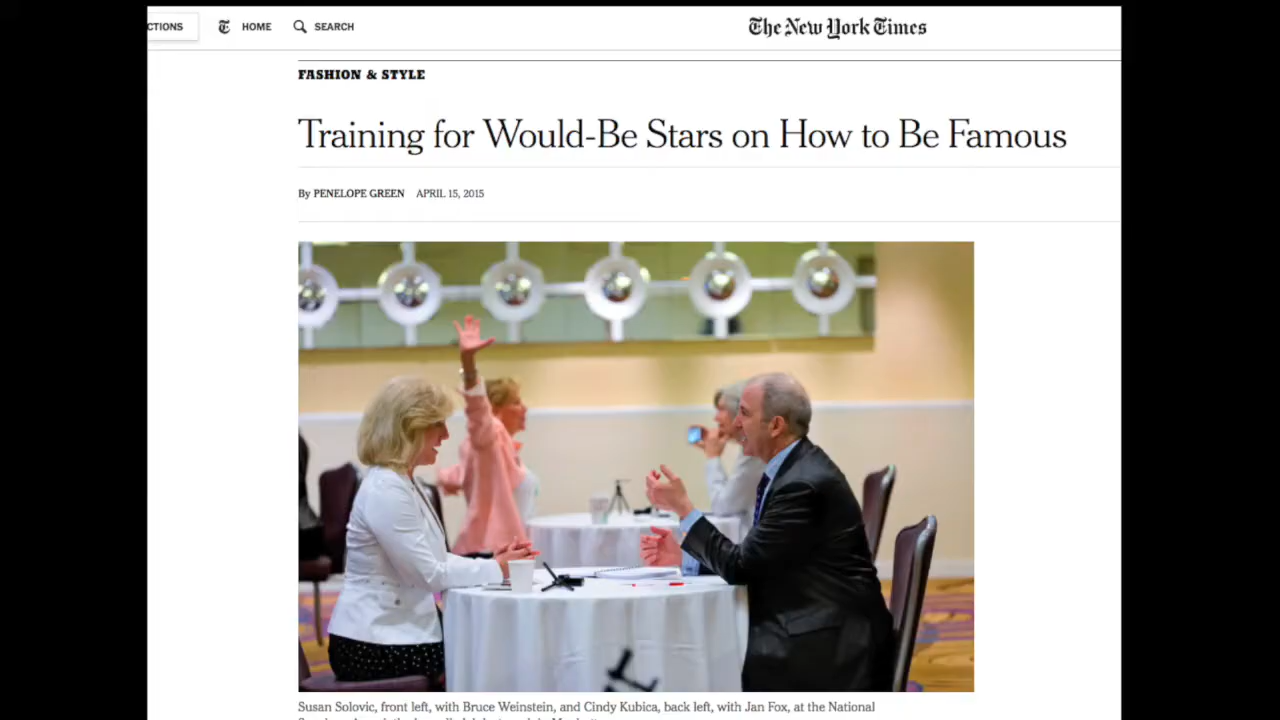 CTIONS
HOME
SEARCH
The New York Times
FASHION & STYLE
Training for Would-Be Stars on How to Be Famous
By PENELOPE GREEN APRIL 15, 2015
Susan Solovic, front left, with Bruce Weinstein, and Cindy Kubica, back left, with Jan Fox, at the National